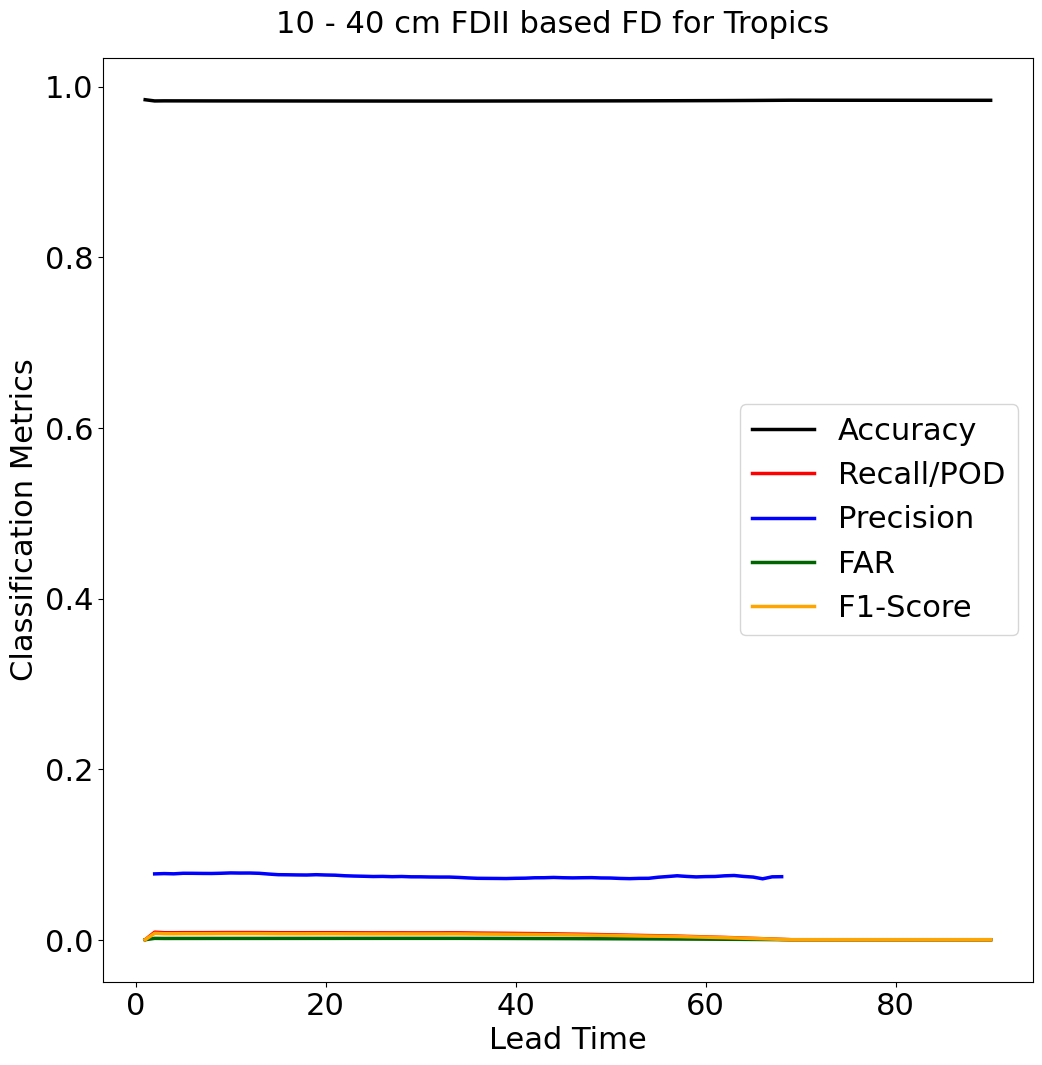 10 - 40 cm FDII based FD for Tropics
1.0
0.8
0.6
0.4
0.2
0.0
Classification Metrics
Accuracy
Recall/POD
Precision
FAR
F1-Score
0 20 40 60 80
Lead Time